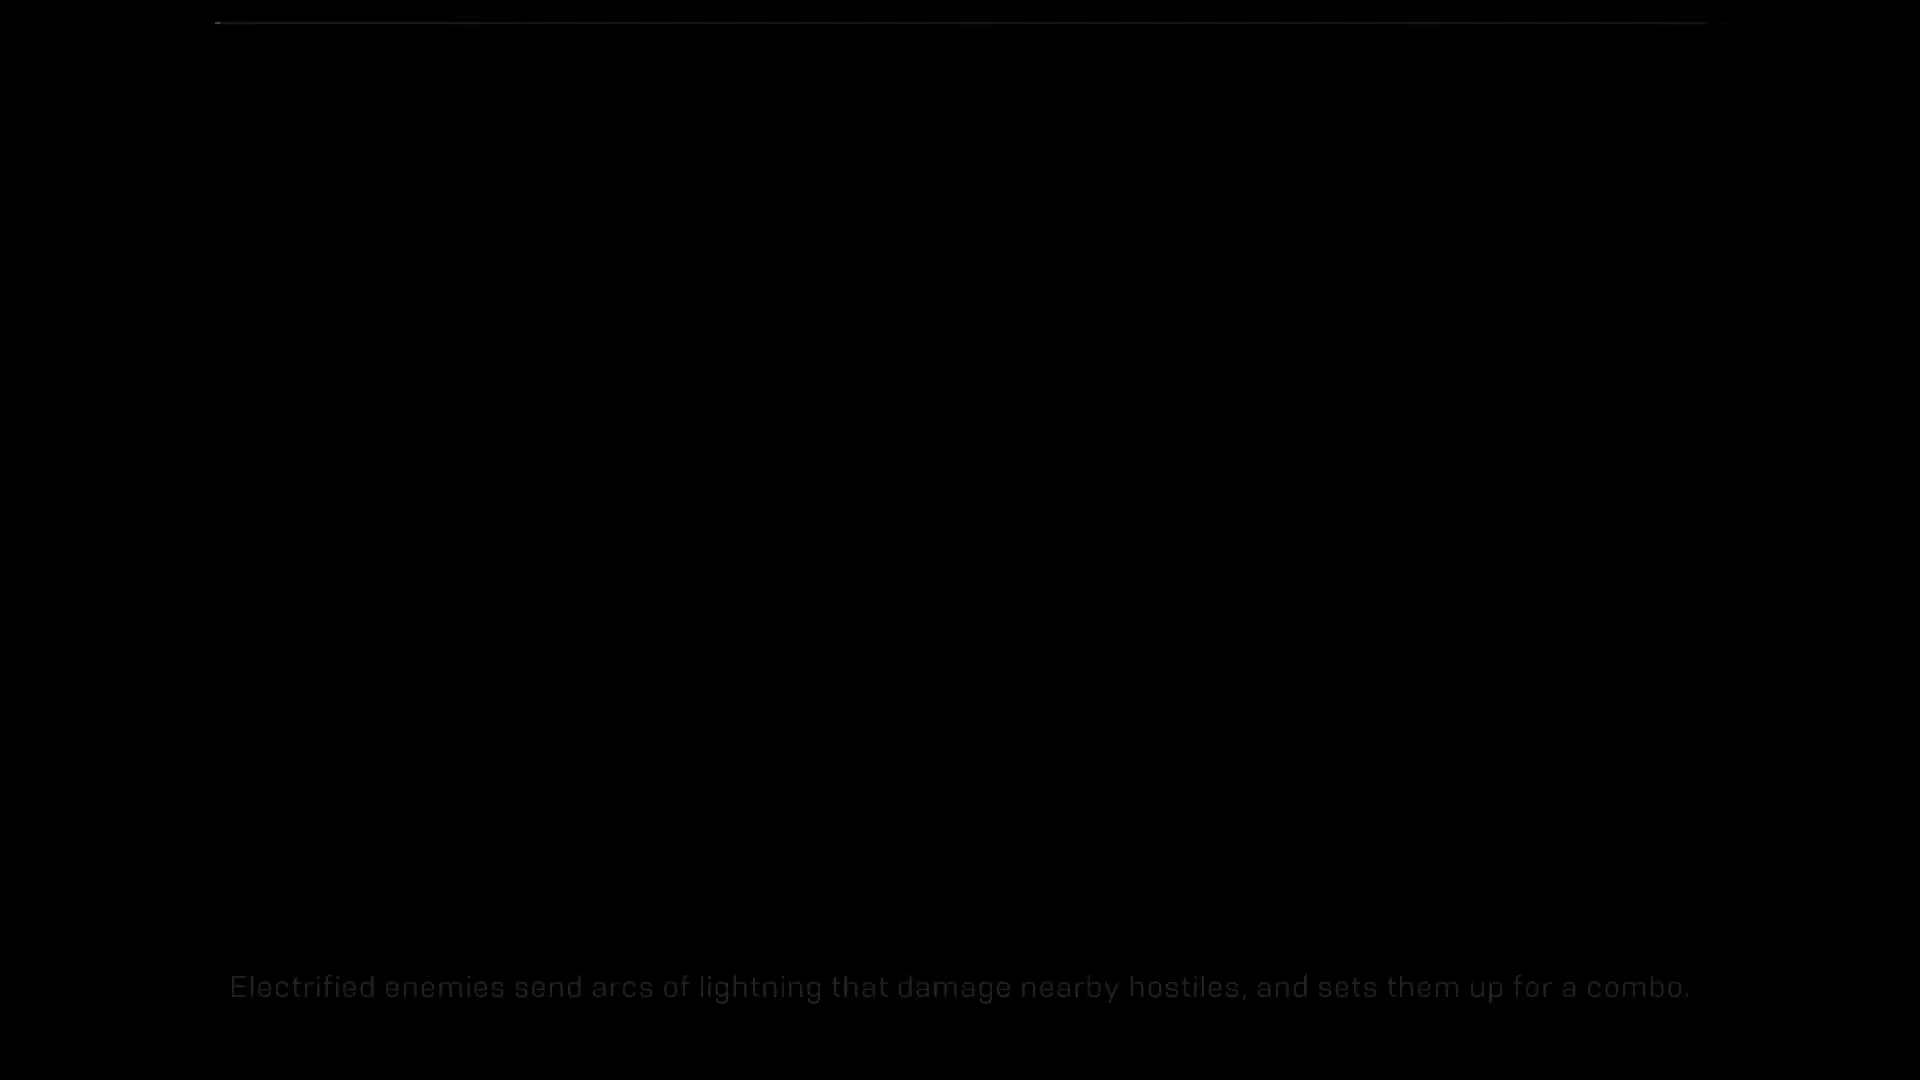 Electrified enemies send arcs of lightning that damage nearby hostiles, and sets them up for a combo.